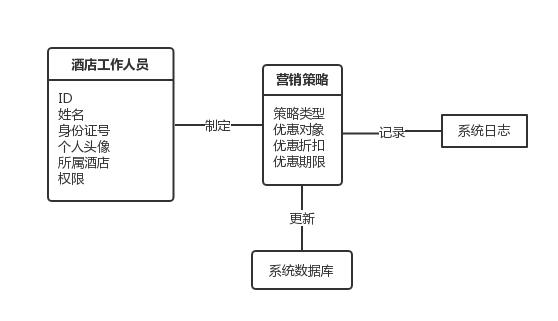 酒店工作人员
ID
姓名
身份证号
个人头像
所属酒店
权限
制定
营销策略
策略类型
优惠对象
优惠折扣
优惠期限
记录
系统日志
更新
系统数据库